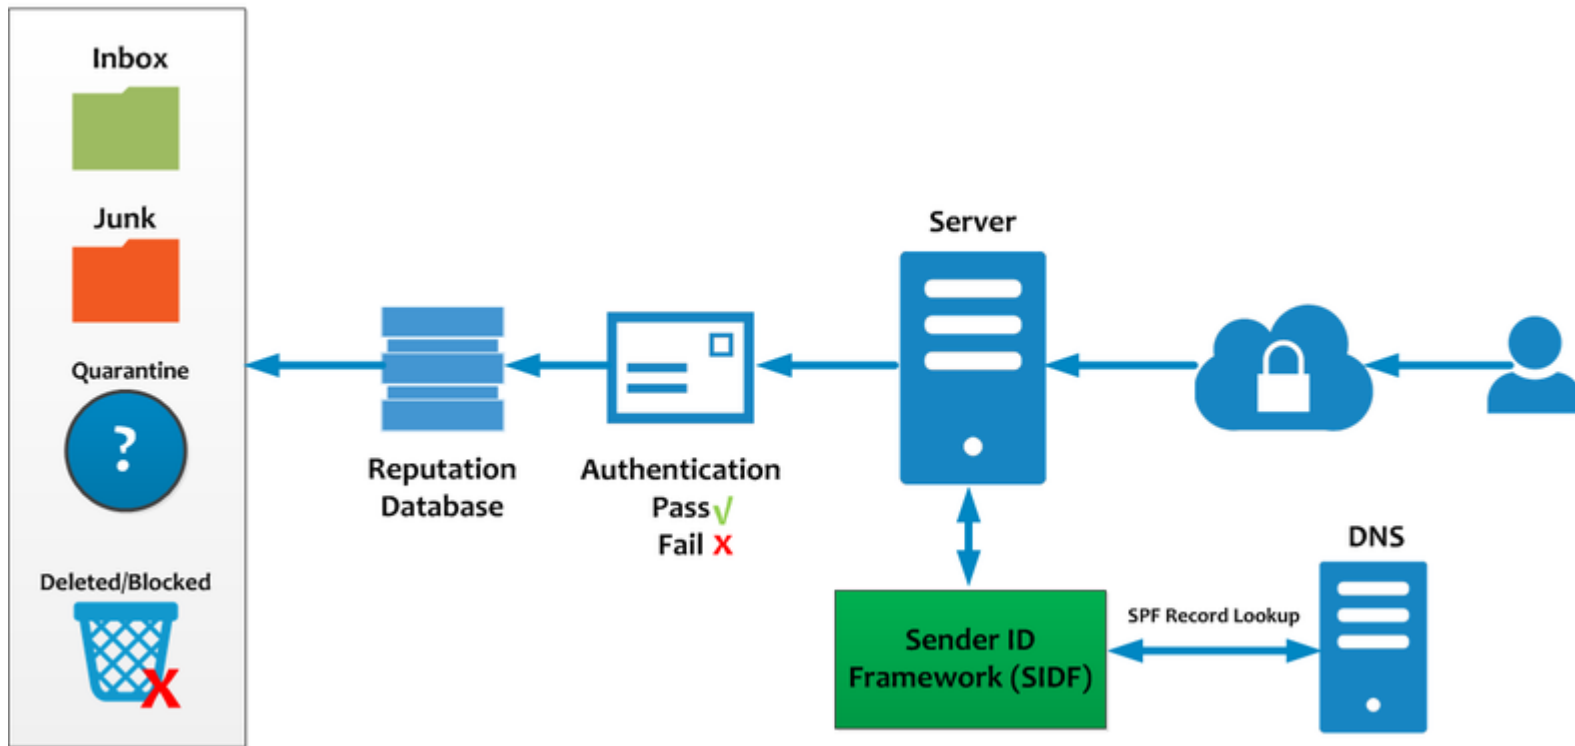 Inbox
Junk
Quarantine
?
Deleted/Blocked
X
Reputation
Database
Authentication
Pass √
Fail X
Server
Sender ID
Framework (SIDF)
SPF Record Lookup
DNS